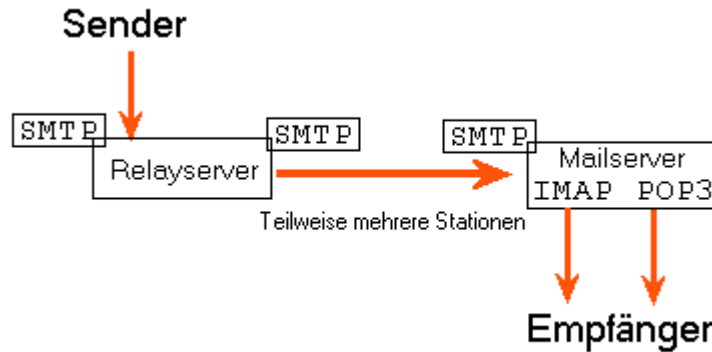 Sender
SMTP
SMTP
SMTP
Relayserver
Mailserver
IMAP POP3
Teilweise mehrere Stationen
Empfänger